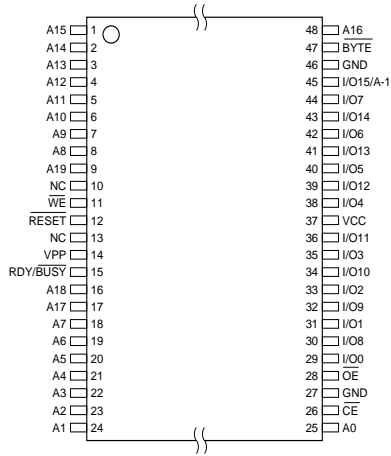 A15 1 48 A16
A14 2 47 BYTE
A13 3 46 GND
A12 4 45 I/O15/A-1
A11 5 44 I/O7
A10 6 43 I/O14
A9 7 42 I/O6
A8 8 41 I/O13
A19 9 40 I/O5
NC 10 39 I/O12
WE 11 38 I/O4
RESET 12 37 VCC
NC 13 36 I/O11
VPP 14 35 I/O3
RDY/BUSY 15 34 I/O10
A18 16 33 I/O2
A17 17 32 I/O9
A7 18 31 I/O1
A6 19 30 I/O8
A5 20 29 I/O0
A4 21 28 OE
A3 22 27 GND
A2 23 26 CE
A1 24 25 A0